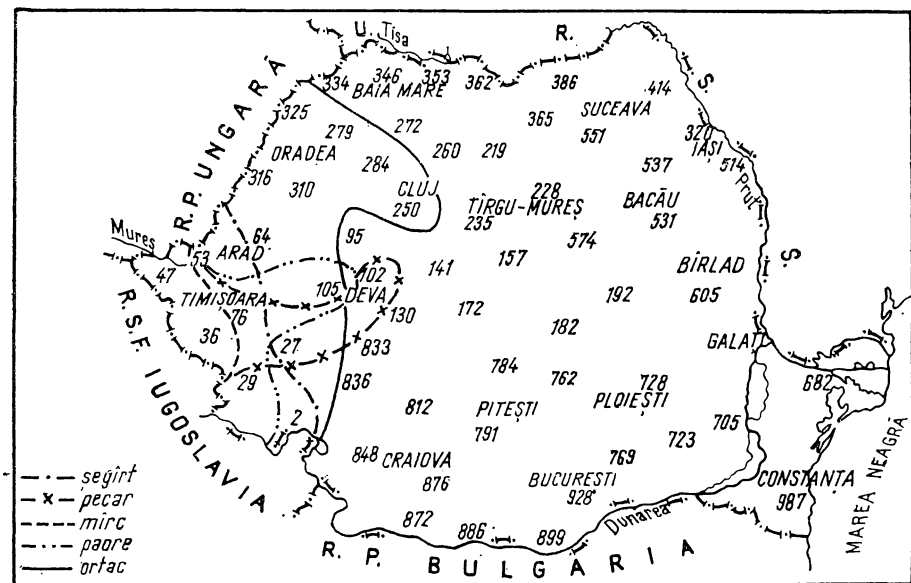 U. Tisa R. S. Ș.
334 346 353 362 386 414
BAIA MARE SUCEAVA
R.P. UNGARĂ
325 279 272 365 551 320
IAȘI
ORADEA 284 260 219 537 514
Prut
316 310 CLUJ 228 BACĂU
250 TÎRGU-MUREȘ 531
235
Mureș 64 95 574
53 ARAD 157 BÎRLAD
47 102 141
TIMIȘOARA 105 DEVA 192 605
76 130 172
36 182
27 833 GALAȚI
784
29 836 762 728 682
R.S.F. IUGOSLAVIA
812 PITEȘTI PLOIEȘTI
2 791 705
723
848 CRAIOVA 769
876 BUCUREȘTI CONSTANȚA
928 987
872 886 899 Dunarea
R. P. BULGARIA
MAREA NEAGRĂ
segîrt
pecar
mîrc
paore
ortac